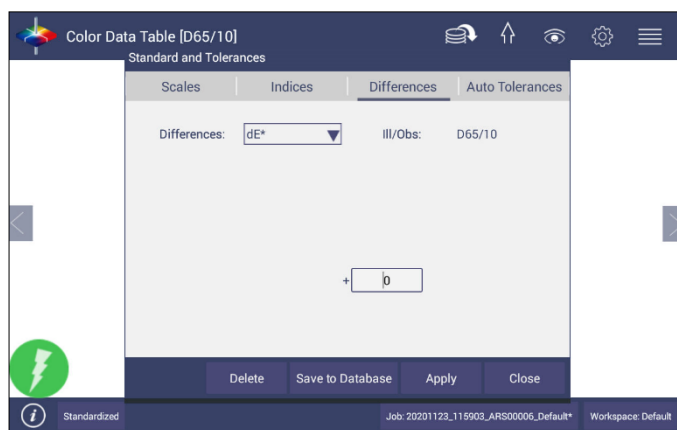 Color Data Table [D65/10]
Standard and Tolerances
Scales Indices Differences Auto Tolerances
Differences: dE* Ill/Obs: D65/10
+ 0
Delete Save to Database Apply Close
i Standardized Job: 20201123_115903_ARS00006_Default* Workspace: Default